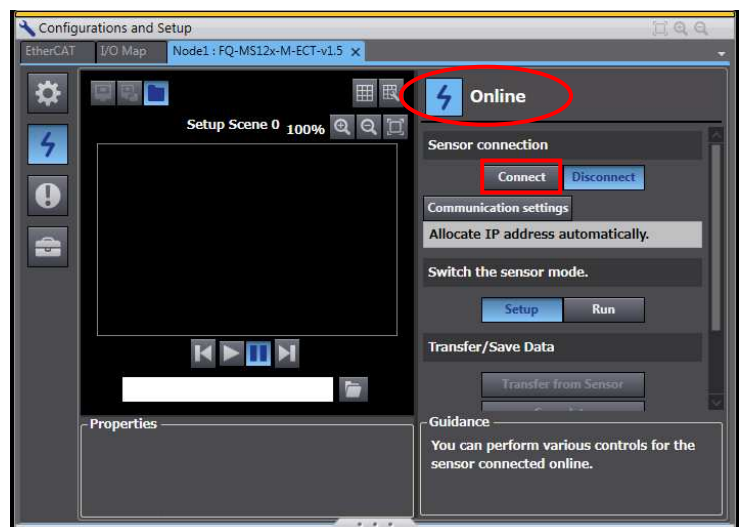 Configurations and Setup
EtherCAT I/O Map Node1 : FQ-MS12x-M-ECT-v1.5 x
Setup Scene 0 100%
Online
Sensor connection
Connect Disconnect
Communication settings
Allocate IP address automatically.
Switch the sensor mode.
Setup Run
Transfer/Save Data
Transfer from Sensor
Properties
Guidance
You can perform various controls for the
sensor connected online.